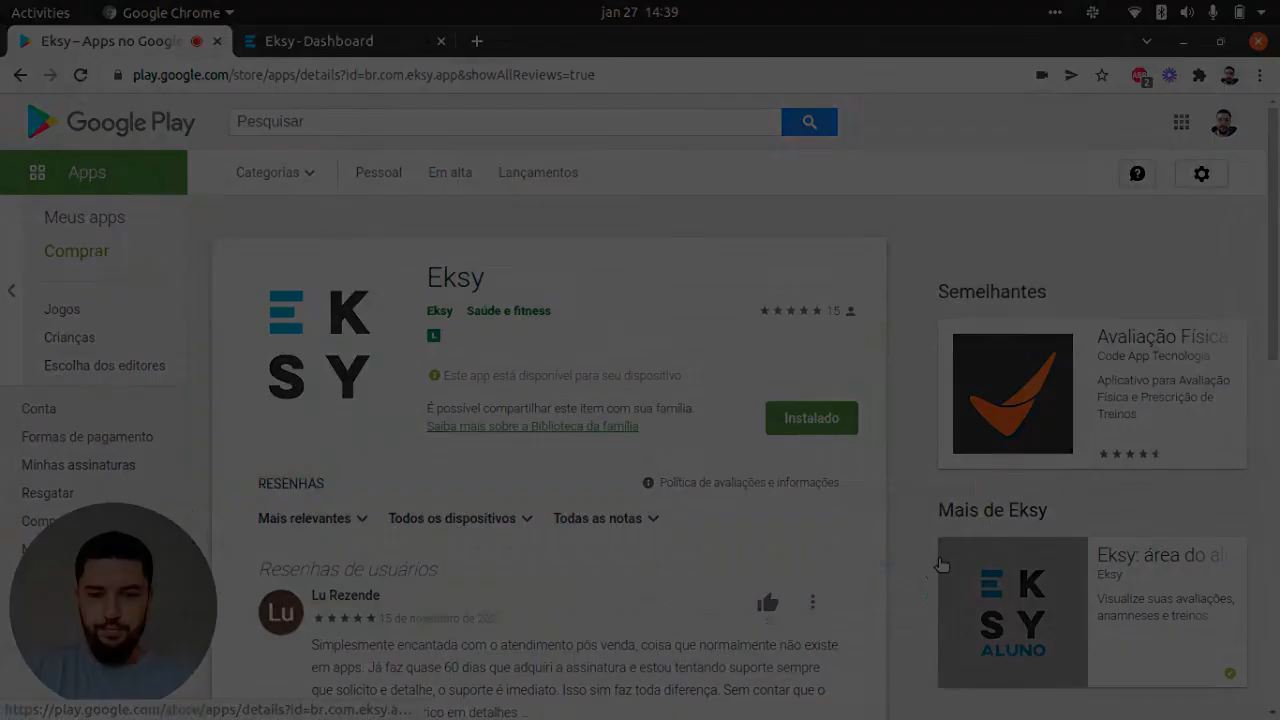 Activities
Google Chrome
jan 27 14:39
Eksy – Apps no Google
Eksy - Dashboard
play.google.com/store/apps/details?id=br.com.eksy.app&showAllReviews=true
2
Google Play
Pesquisar
Apps
Categorias
Pessoal
Em alta
Lançamentos
Meus apps
Comprar
Jogos
Crianças
Escolha dos editores
Conta
Formas de pagamento
Minhas assinaturas
Resgatar
EK
SY
Eksy
Eksy Saúde e fitness
15
L
Este app está disponível para seu dispositivo
É possível compartilhar este item com sua família.
Saiba mais sobre a Biblioteca da família
Instalado
RESENHAS
Política de avaliações e informações
Mais relevantes
Todos os dispositivos
Todas as notas
Resenhas de usuários
Lu
Lu Rezende
15 de novembro de
Simplesmente encantada com o atendimento pós venda, coisa que normalmente não existe
em apps. Já faz quase 60 dias que adquiri a assinatura e estou tentando suporte sempre
que solicito e detalhe, o suporte é imediato. Isso sim faz toda diferença. Sem contar que o
em detalhes ...
Semelhantes
Avaliação Física
Code App Tecnologia
Aplicativo para Avaliação
Física e Prescrição de
Treinos
Mais de Eksy
EK
SY
ALUNO
Eksy: área do al
Eksy
Visualize suas avaliações,
anamneses e treinos
https://play.google.com/store/apps/details?id=br.com.eksy.a...